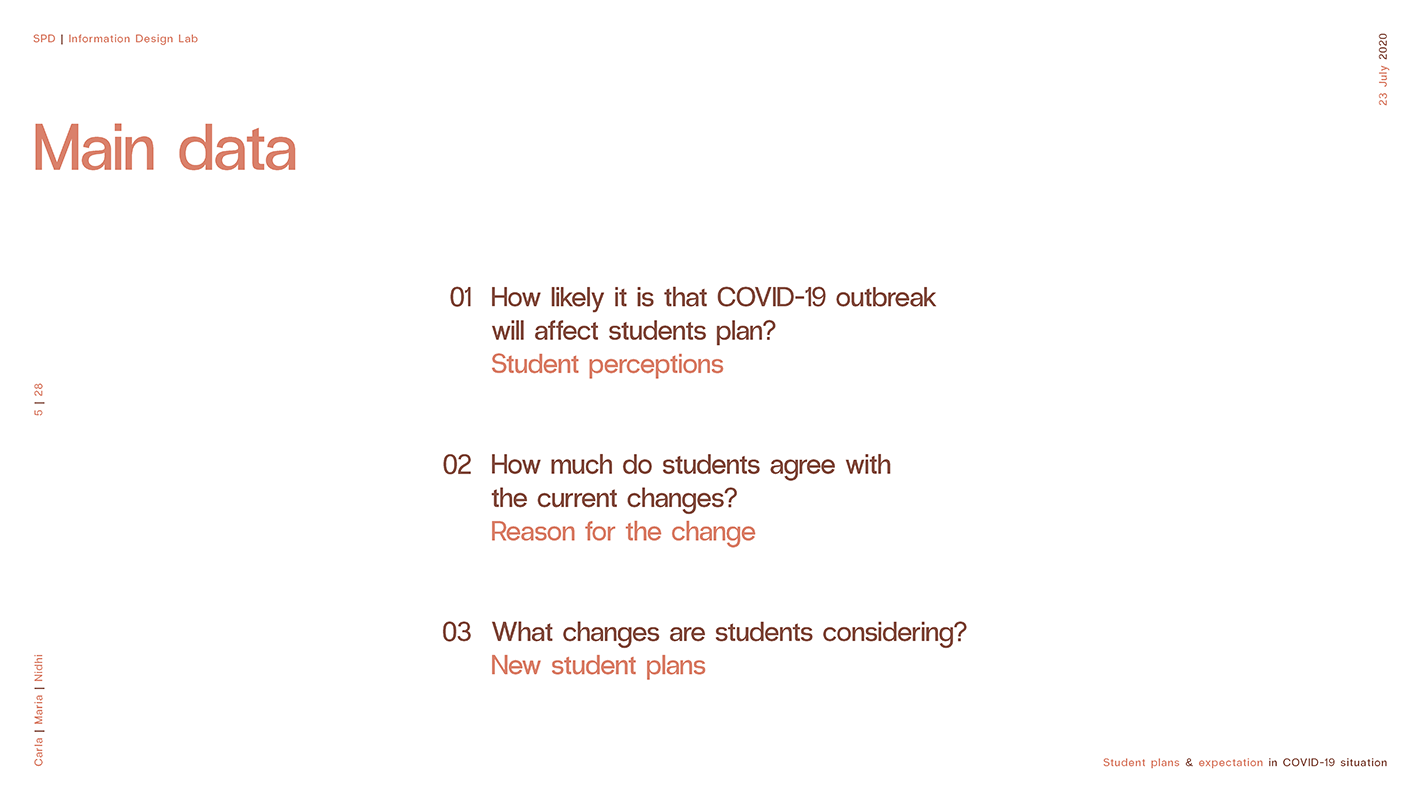 SPD | Information Design Lab
23 July 2020
Main data
01 How likely it is that COVID-19 outbreak
will affect students plan?
Student perceptions
5 | 28
02 How much do students agree with
the current changes?
Reason for the change
03 What changes are students considering?
New student plans
Carla | Maria | Nidhi
Student plans & expectation in COVID-19 situation